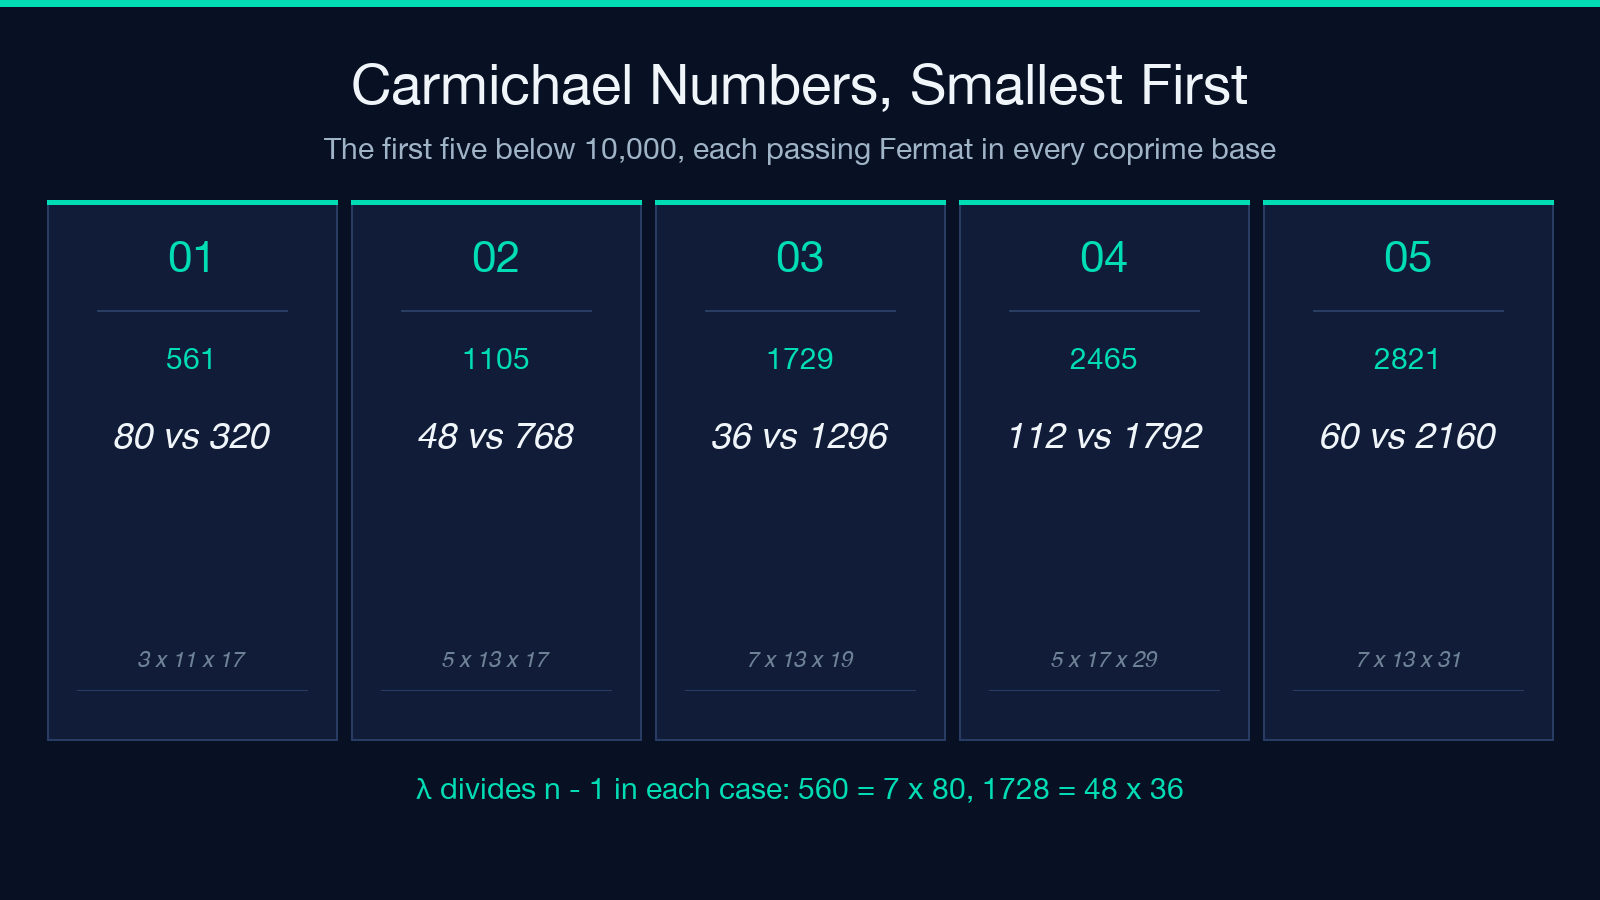 Carmichael Numbers, Smallest First
The first five below 10,000, each passing Fermat in every coprime base
01
561
80 vs 320
3 x 11 x 17
02
1105
48 vs 768
5 x 13 x 17
03
1729
36 vs 1296
7 x 13 x 19
04
2465
112 vs 1792
5 x 17 x 29
05
2821
60 vs 2160
7 x 13 x 31
λ divides n - 1 in each case: 560 = 7 x 80, 1728 = 48 x 36